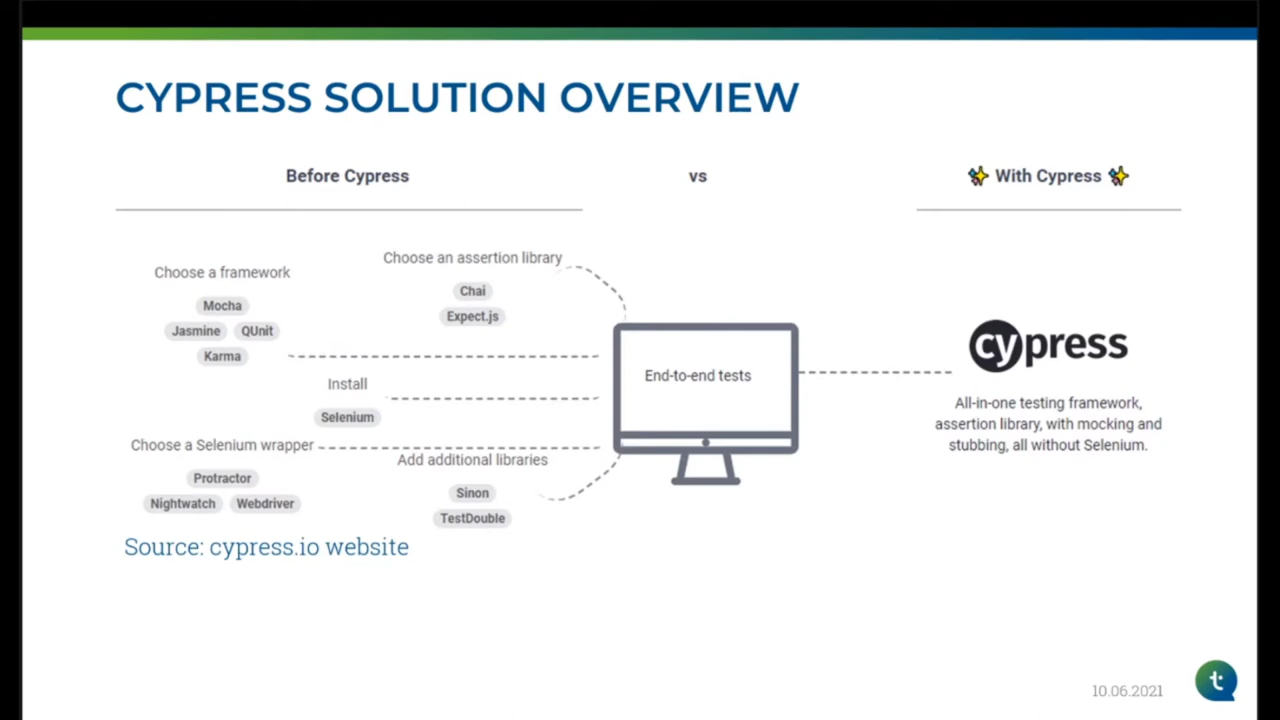 CYPRESS SOLUTION OVERVIEW
Before Cypress
vs
✨ With Cypress ✨
Choose a framework
Mocha
Jasmine QUnit
Karma
Choose an assertion library
Chai
Expect.js
Install
Selenium
Choose a Selenium wrapper
Protractor
Nightwatch Webdriver
Add additional libraries
Sinon
TestDouble
End-to-end tests
cypress
All-in-one testing framework,
assertion library, with mocking and
stubbing, all without Selenium.
Source: cypress.io website
10.06.2021
t